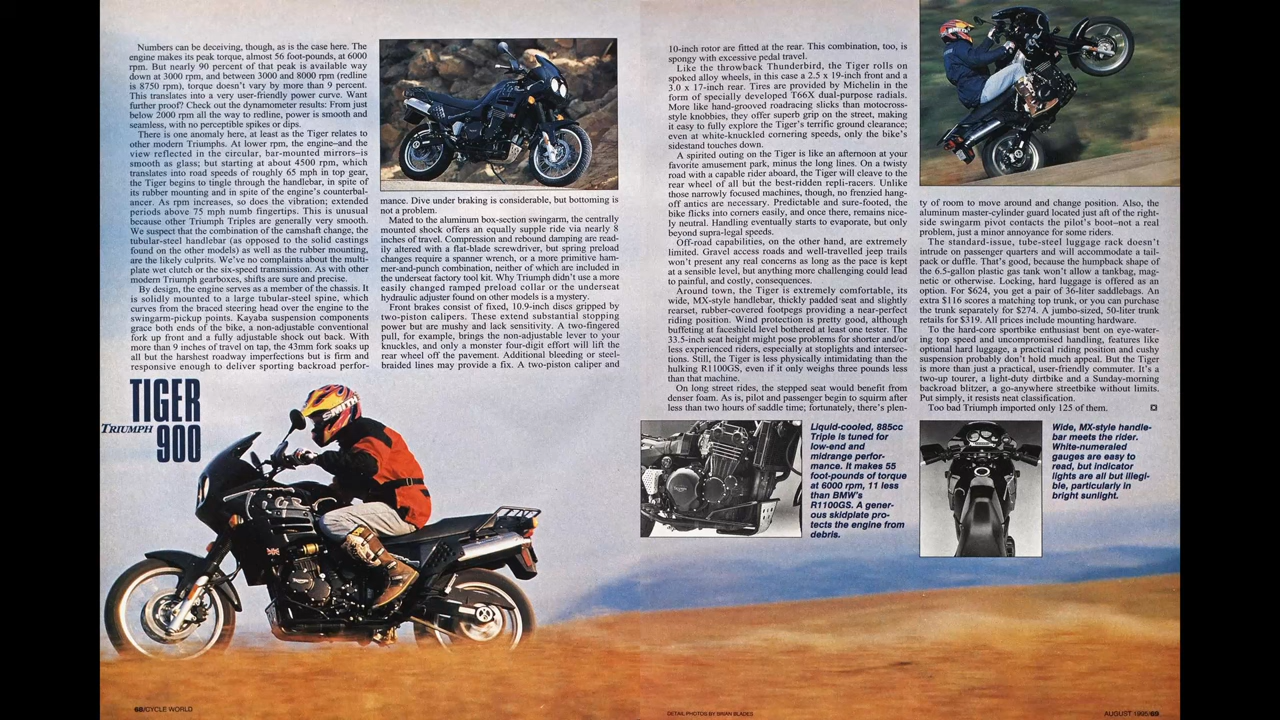 Numbers can be deceiving, though, as is the case here. The
engine makes its peak torque, almost 56 foot-pounds, at 6000
rpm. But nearly 90 percent of that peak is available way
down at 3000 rpm, and between 3000 and 8000 rpm (redline
is 8750 rpm), torque doesn't vary by more than 9 percent.
This translates into a very user-friendly power curve. Want
further proof? Check out the dynamometer results: From just
below 2000 rpm all the way to redline, power is smooth and
seamless, with no perceptible spikes or dips.
There is one anomaly here, at least as the Tiger relates to
other modern Triumphs. At lower rpm, the engine–and the
view reflected in the circular, bar-mounted mirrors–is
smooth as glass; but starting at about 4500 rpm, which
translates into road speeds of roughly 65 mph in top gear,
the Tiger begins to tingle through the handlebar, in spite of
its rubber mounting and in spite of the engine's counterbal-
ancer. As rpm increases, so does the vibration; extended
periods above 75 mph numb fingertips. This is unusual
because other Triumph Triples are generally very smooth.
We suspect that the combination of the camshaft change, the
tubular-steel handlebar (as opposed to the solid castings
found on the other models) as well as the rubber mounting,
are the likely culprits. We've no complaints about the multi-
plate wet clutch or the six-speed transmission. As with other
modern Triumph gearboxes, shifts are sure and precise.
By design, the engine serves as a member of the chassis. It
is solidly mounted to a large tubular-steel spine, which
curves from the braced steering head over the engine to the
swingarm-pickup points. Kayaba suspension components
grace both ends of the bike, a non-adjustable conventional
fork up front and a fully adjustable shock out back. With
more than 9 inches of travel on tap, the 43mm fork soaks up
all but the harshest roadway imperfections but is firm and
responsive enough to deliver sporting backroad perfor-
mance. Dive under braking is considerable, but bottoming is
not a problem.
Mated to the aluminum box-section swingarm, the centrally
mounted shock offers an equally supple ride via nearly 8
inches of travel. Compression and rebound damping are read-
ily altered with a flat-blade screwdriver, but spring preload
changes require a spanner wrench, or a more primitive ham-
mer-and-punch combination, neither of which are included in
the underseat factory tool kit. Why Triumph didn't use a more
easily changed ramped preload collar or the underseat
hydraulic adjuster found on other models is a mystery.
Front brakes consist of fixed, 10.9-inch discs gripped by
two-piston calipers. These extend substantial stopping
power but are mushy and lack sensitivity. A two-fingered
pull, for example, brings the non-adjustable lever to your
knuckles, and only a monster four-digit effort will lift the
rear wheel off the pavement. Additional bleeding or steel-
braided lines may provide a fix. A two-piston caliper and
TIGER
TRIUMPH
900
68/CYCLE WORLD
10-inch rotor are fitted at the rear. This combination, too, is
spongy with excessive pedal travel.
Like the throwback Thunderbird, the Tiger rolls on
spoked alloy wheels, in this case a 2.5 x 19-inch front and a
3.0 x 17-inch rear. Tires are provided by Michelin in the
form of specially developed T66X dual-purpose radials.
More like hand-grooved roadracing slicks than motocross-
style knobbies, they offer superb grip on the street, making
it easy to fully explore the Tiger's terrific ground clearance;
even at white-knuckled cornering speeds, only the bike's
sidestand touches down.
A spirited outing on the Tiger is like an afternoon at your
favorite amusement park, minus the long lines. On a twisty
road with a capable rider aboard, the Tiger will cleave to the
rear wheel of all but the best-ridden repli-racers. Unlike
those narrowly focused machines, though, no frenzied hang-
off antics are necessary. Predictable and sure-footed, the
bike flicks into corners easily, and once there, remains nice-
ly neutral. Handling eventually starts to evaporate, but only
beyond supra-legal speeds.
Off-road capabilities, on the other hand, are extremely
limited. Gravel access roads and well-travelled jeep trails
won't present any real concerns as long as the pace is kept
at a sensible level, but anything more challenging could lead
to painful, and costly, consequences.
Around town, the Tiger is extremely comfortable, its
wide, MX-style handlebar, thickly padded seat and slightly
rearset, rubber-covered footpegs providing a near-perfect
riding position. Wind protection is pretty good, although
buffeting at faceshield level bothered at least one tester. The
33.5-inch seat height might pose problems for shorter and/or
less experienced riders, especially at stoplights and intersec-
tions. Still, the Tiger is less physically intimidating than the
hulking R1100GS, even if it only weighs three pounds less
than that machine.
On long street rides, the stepped seat would benefit from
denser foam. As is, pilot and passenger begin to squirm after
less than two hours of saddle time; fortunately, there's plen-
ty of room to move around and change position. Also, the
aluminum master-cylinder guard located just aft of the right-
side swingarm pivot contacts the pilot's boot–not a real
problem, just a minor annoyance for some riders.
The standard-issue, tube-steel luggage rack doesn't
intrude on passenger quarters and will accommodate a tail-
pack or duffle. That's good, because the humpback shape of
the 6.5-gallon plastic gas tank won't allow a tankbag, mag-
netic or otherwise. Locking, hard luggage is offered as an
option. For $624, you get a pair of 36-liter saddlebags. An
extra $116 scores a matching top trunk, or you can purchase
the trunk separately for $274. A jumbo-sized, 50-liter trunk
retails for $319. All prices include mounting hardware.
To the hard-core sportbike enthusiast bent on eye-water-
ing top speed and uncompromised handling, features like
optional hard luggage, a practical riding position and cushy
suspension probably don't hold much appeal. But the Tiger
is more than just a practical, user-friendly commuter. It's a
two-up tourer, a light-duty dirtbike and a Sunday-morning
backroad blitzer, a go-anywhere streetbike without limits.
Put simply, it resists neat classification.
Too bad Triumph imported only 125 of them.
Liquid-cooled, 885cc
Triple is tuned for
low-end and
midrange perfor-
mance. It makes 55
foot-pounds of torque
at 6000 rpm, 11 less
than BMW's
R1100GS. A gener-
ous skidplate pro-
tects the engine from
debris.
Wide, MX-style handle-
bar meets the rider.
White-numeraled
gauges are easy to
read, but indicator
lights are all but illegi-
ble, particularly in
bright sunlight.
SMITH
DETAIL PHOTOS BY BRIAN BLADES
AUGUST 1995/69